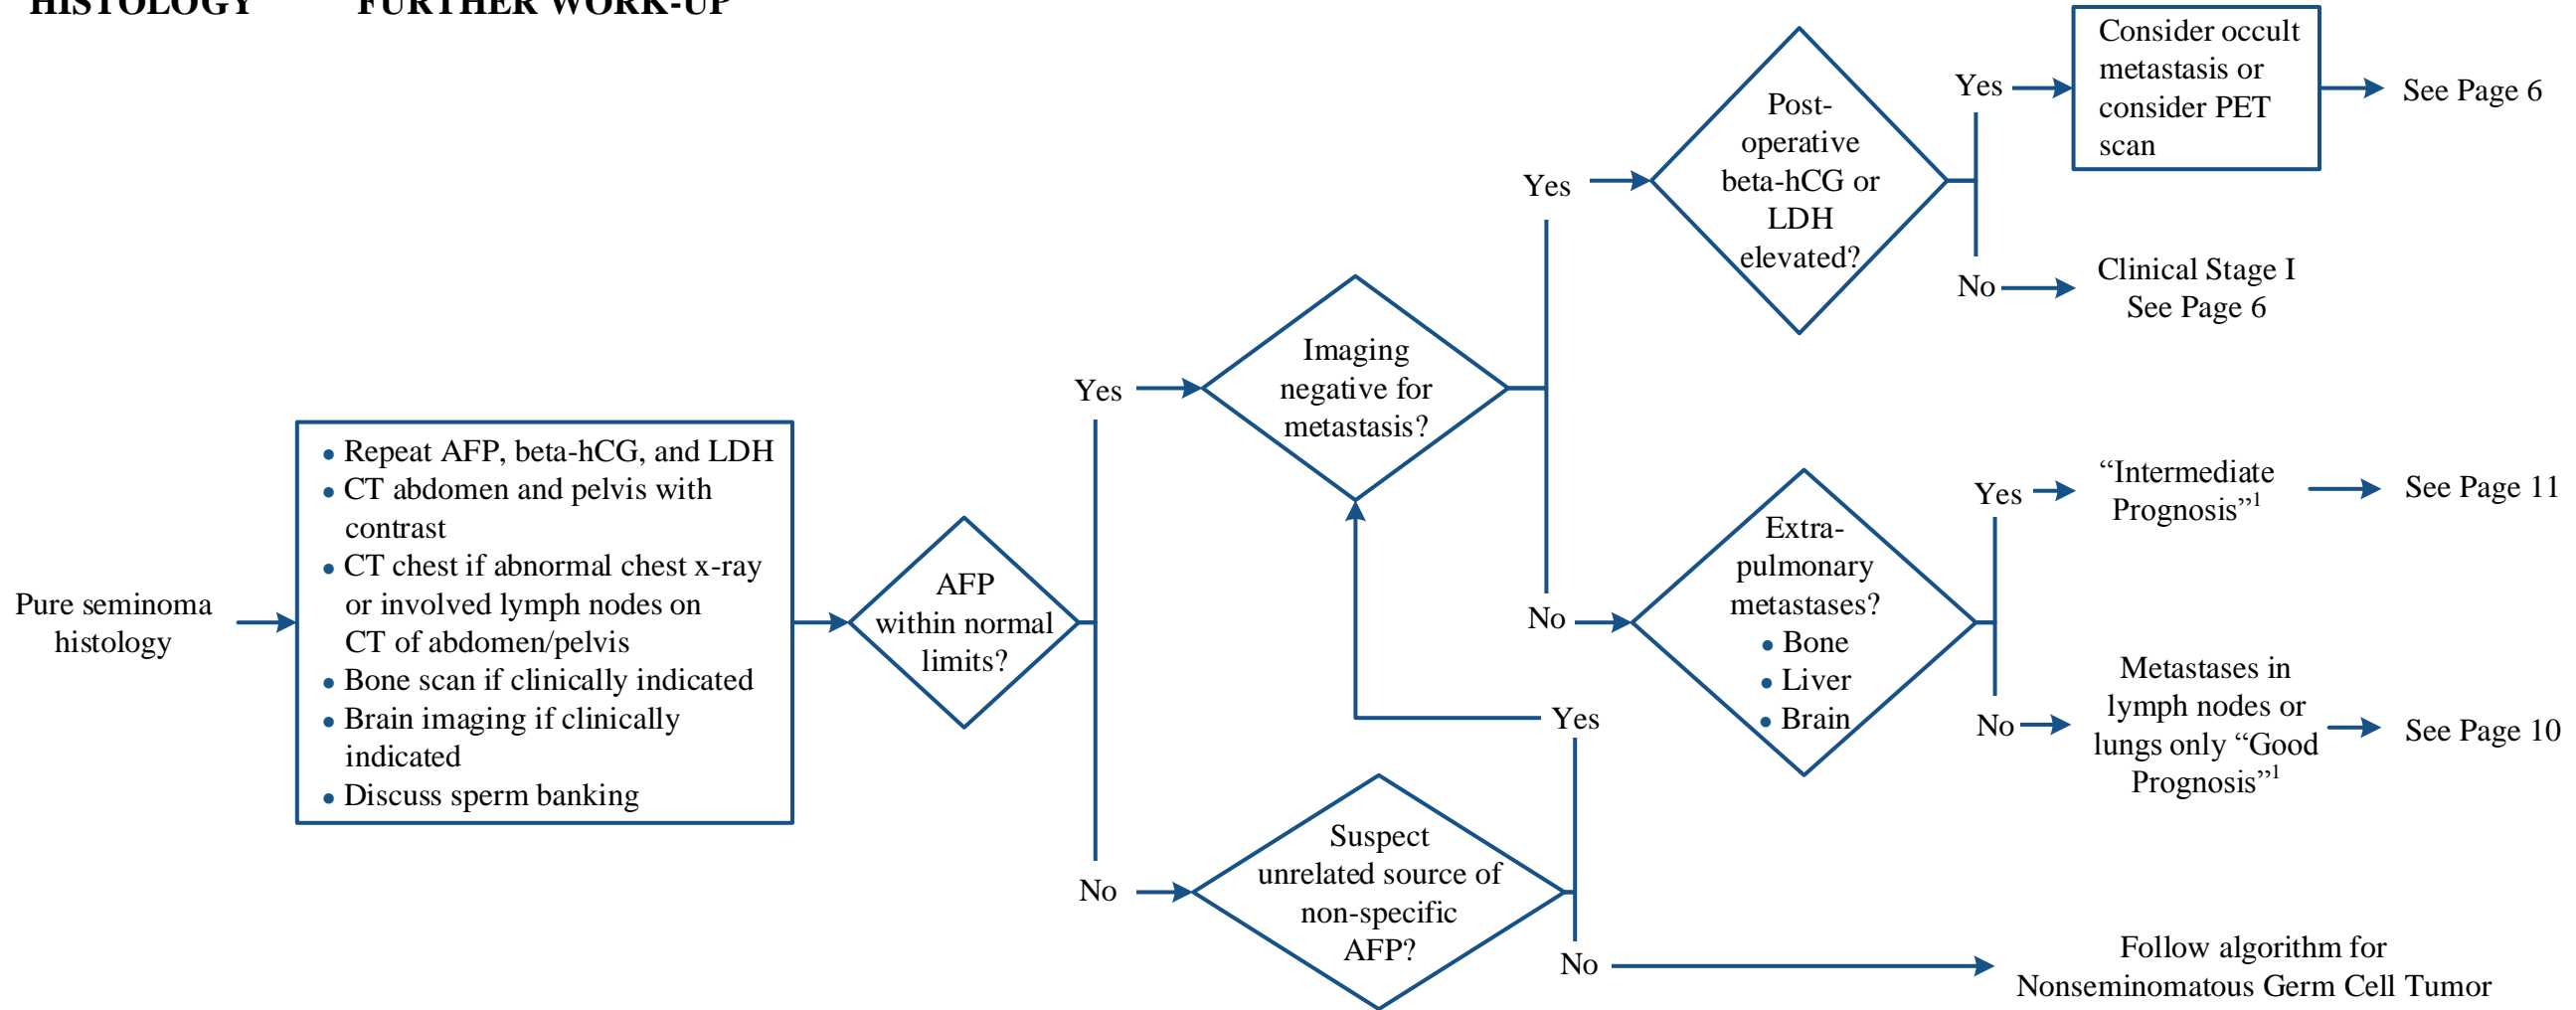 HISTOLOGY FURTHER WORK-UP
Pure seminoma
histology
• Repeat AFP, beta-hCG, and LDH
• CT abdomen and pelvis with
contrast
• CT chest if abnormal chest x-ray
or involved lymph nodes on
CT of abdomen/pelvis
• Bone scan if clinically indicated
• Brain imaging if clinically
indicated
• Discuss sperm banking
AFP
within normal
limits?
Yes
No
Imaging
negative for
metastasis?
Suspect
unrelated source of
non-specific
AFP?
Yes
No
Yes
No
Post-
operative
beta-hCG or
LDH
elevated?
Yes
No
Consider occult
metastasis or
consider PET
scan
See Page 6
Clinical Stage I
See Page 6
Extra-
pulmonary
metastases?
• Bone
• Liver
• Brain
Yes
No
“Intermediate
Prognosis”¹
See Page 11
Metastases in
lymph nodes or
lungs only “Good
Prognosis”¹
See Page 10
Follow algorithm for
Nonseminomatous Germ Cell Tumor